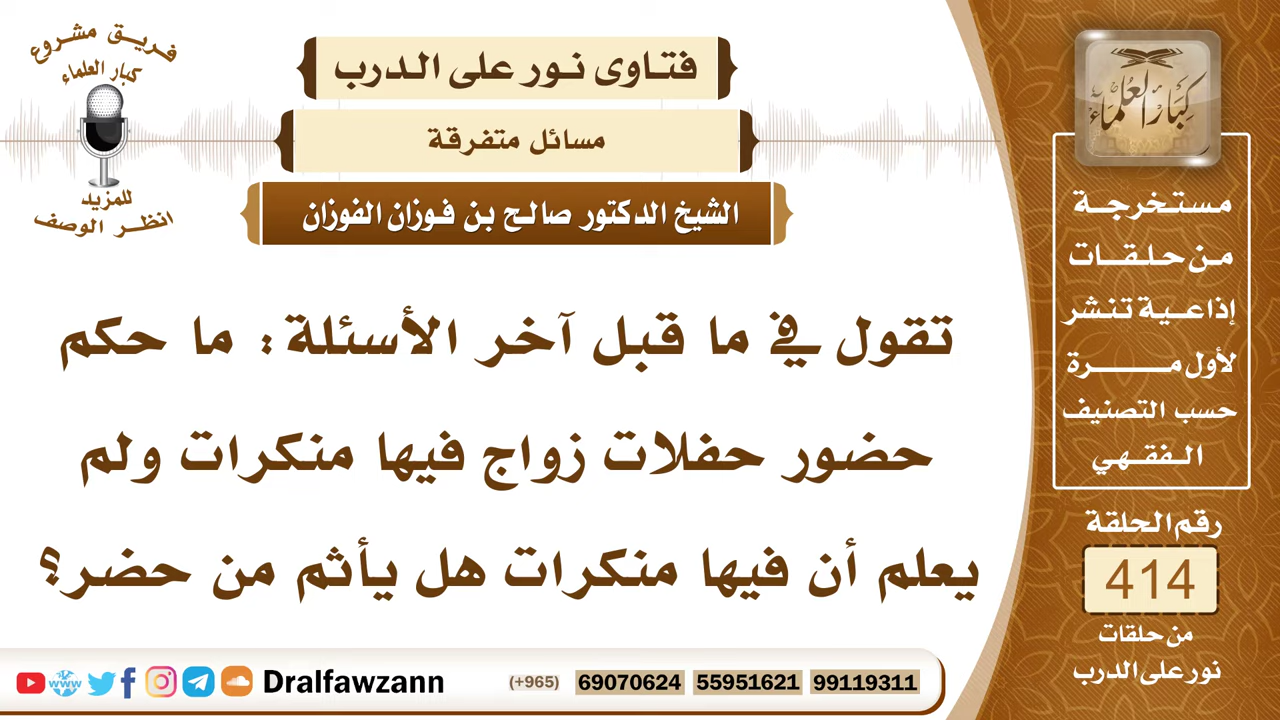 فريق مشروع
كبار العلماء
للمزيد
انظر الوصف
فتاوى نور على الدرب
مسائل متفرقة
الشيخ الدكتور صالح بن فوزان الفوزان
تقول في ما قبل آخر الأسئلة: ما حكم
حضور حفلات زواج فيها منكرات ولم
يعلم أن فيها منكرات هل يأثم من حضر؟
كبار العلماء
مستخرجة
من حلقات
إذاعية تنشر
لأول مرة
حسب التصنيف
الفقهي
رقم الحلقة
414
من حلقات
نور على الدرب
www
Dralfawzann
(+965) 69070624 55951621 99119311